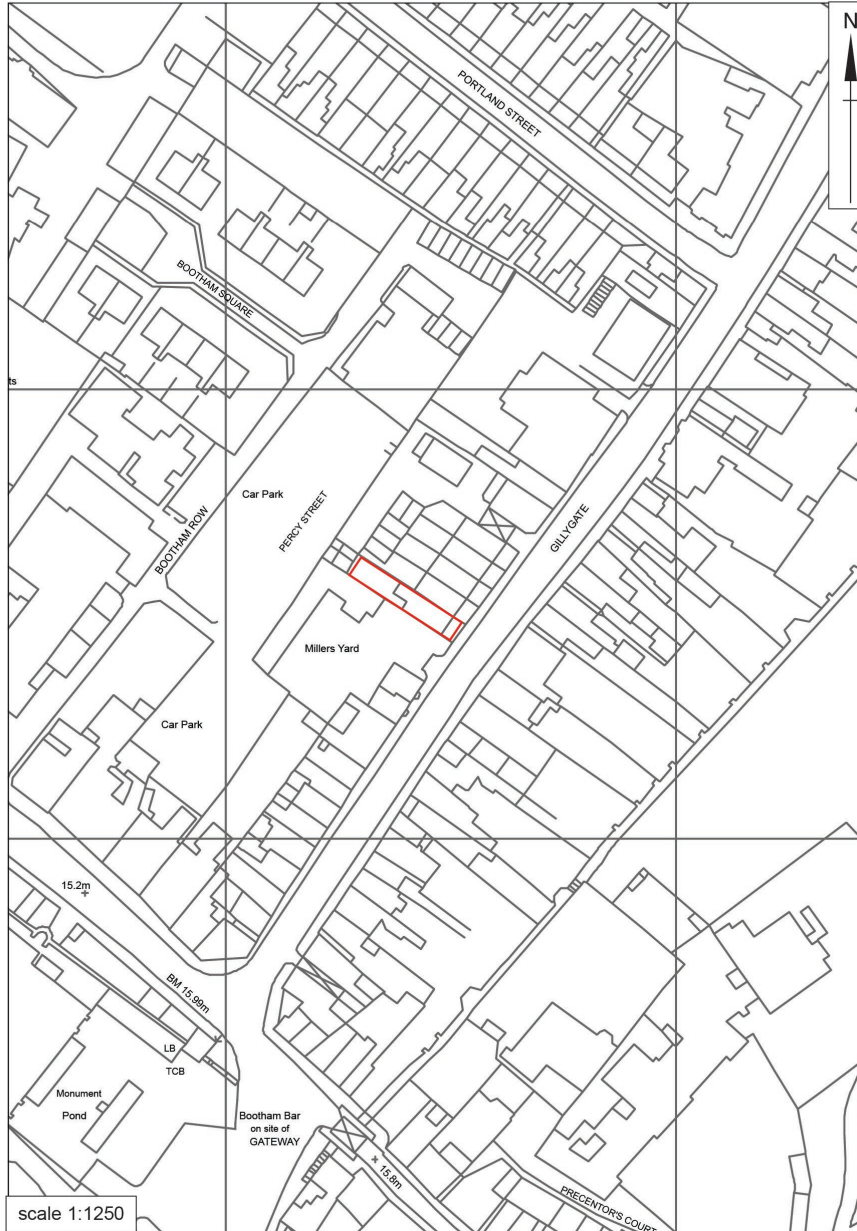 N
PORTLAND STREET
BOOTHAM SQUARE
ts
Car Park
PERCY STREET
BOOTHAM ROW
GILLYGATE
Millers Yard
Car Park
15.2m
BM 15.99m
LB
TCB
Monument
Pond
Bootham Bar
on site of
GATEWAY
15.8m
PRECENTOR'S COURT
scale 1:1250